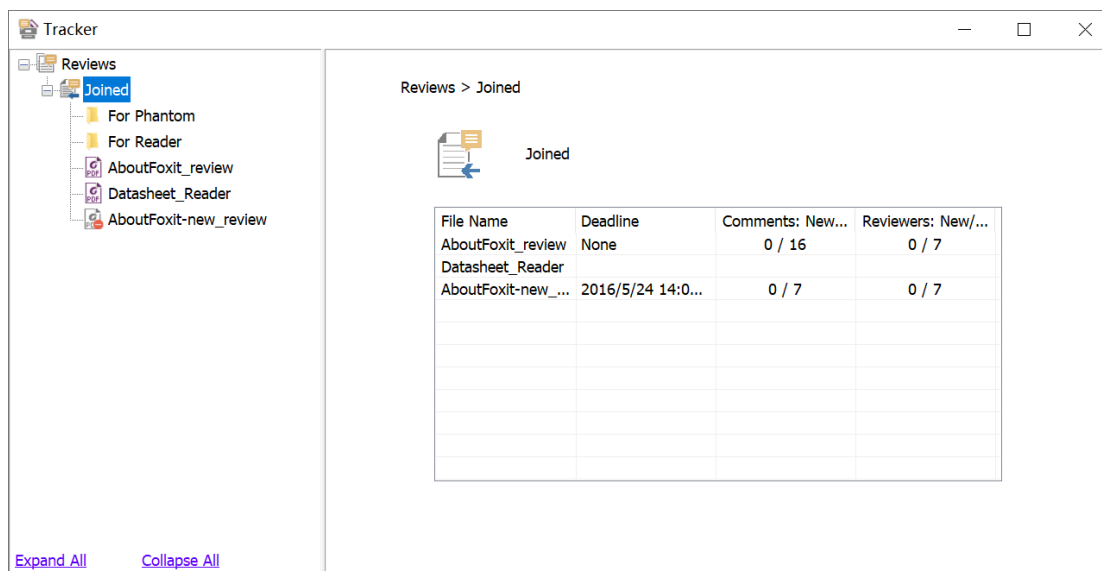 Tracker
Reviews
Joined
For Phantom
For Reader
AboutFoxit_review
Datasheet_Reader
AboutFoxit-new_review
Expand All Collapse All
Reviews > Joined
Joined
File Name Deadline Comments: New... Reviewers: New/...
AboutFoxit_review None 0 / 16 0 / 7
Datasheet_Reader
AboutFoxit-new_... 2016/5/24 14:0... 0 / 7 0 / 7